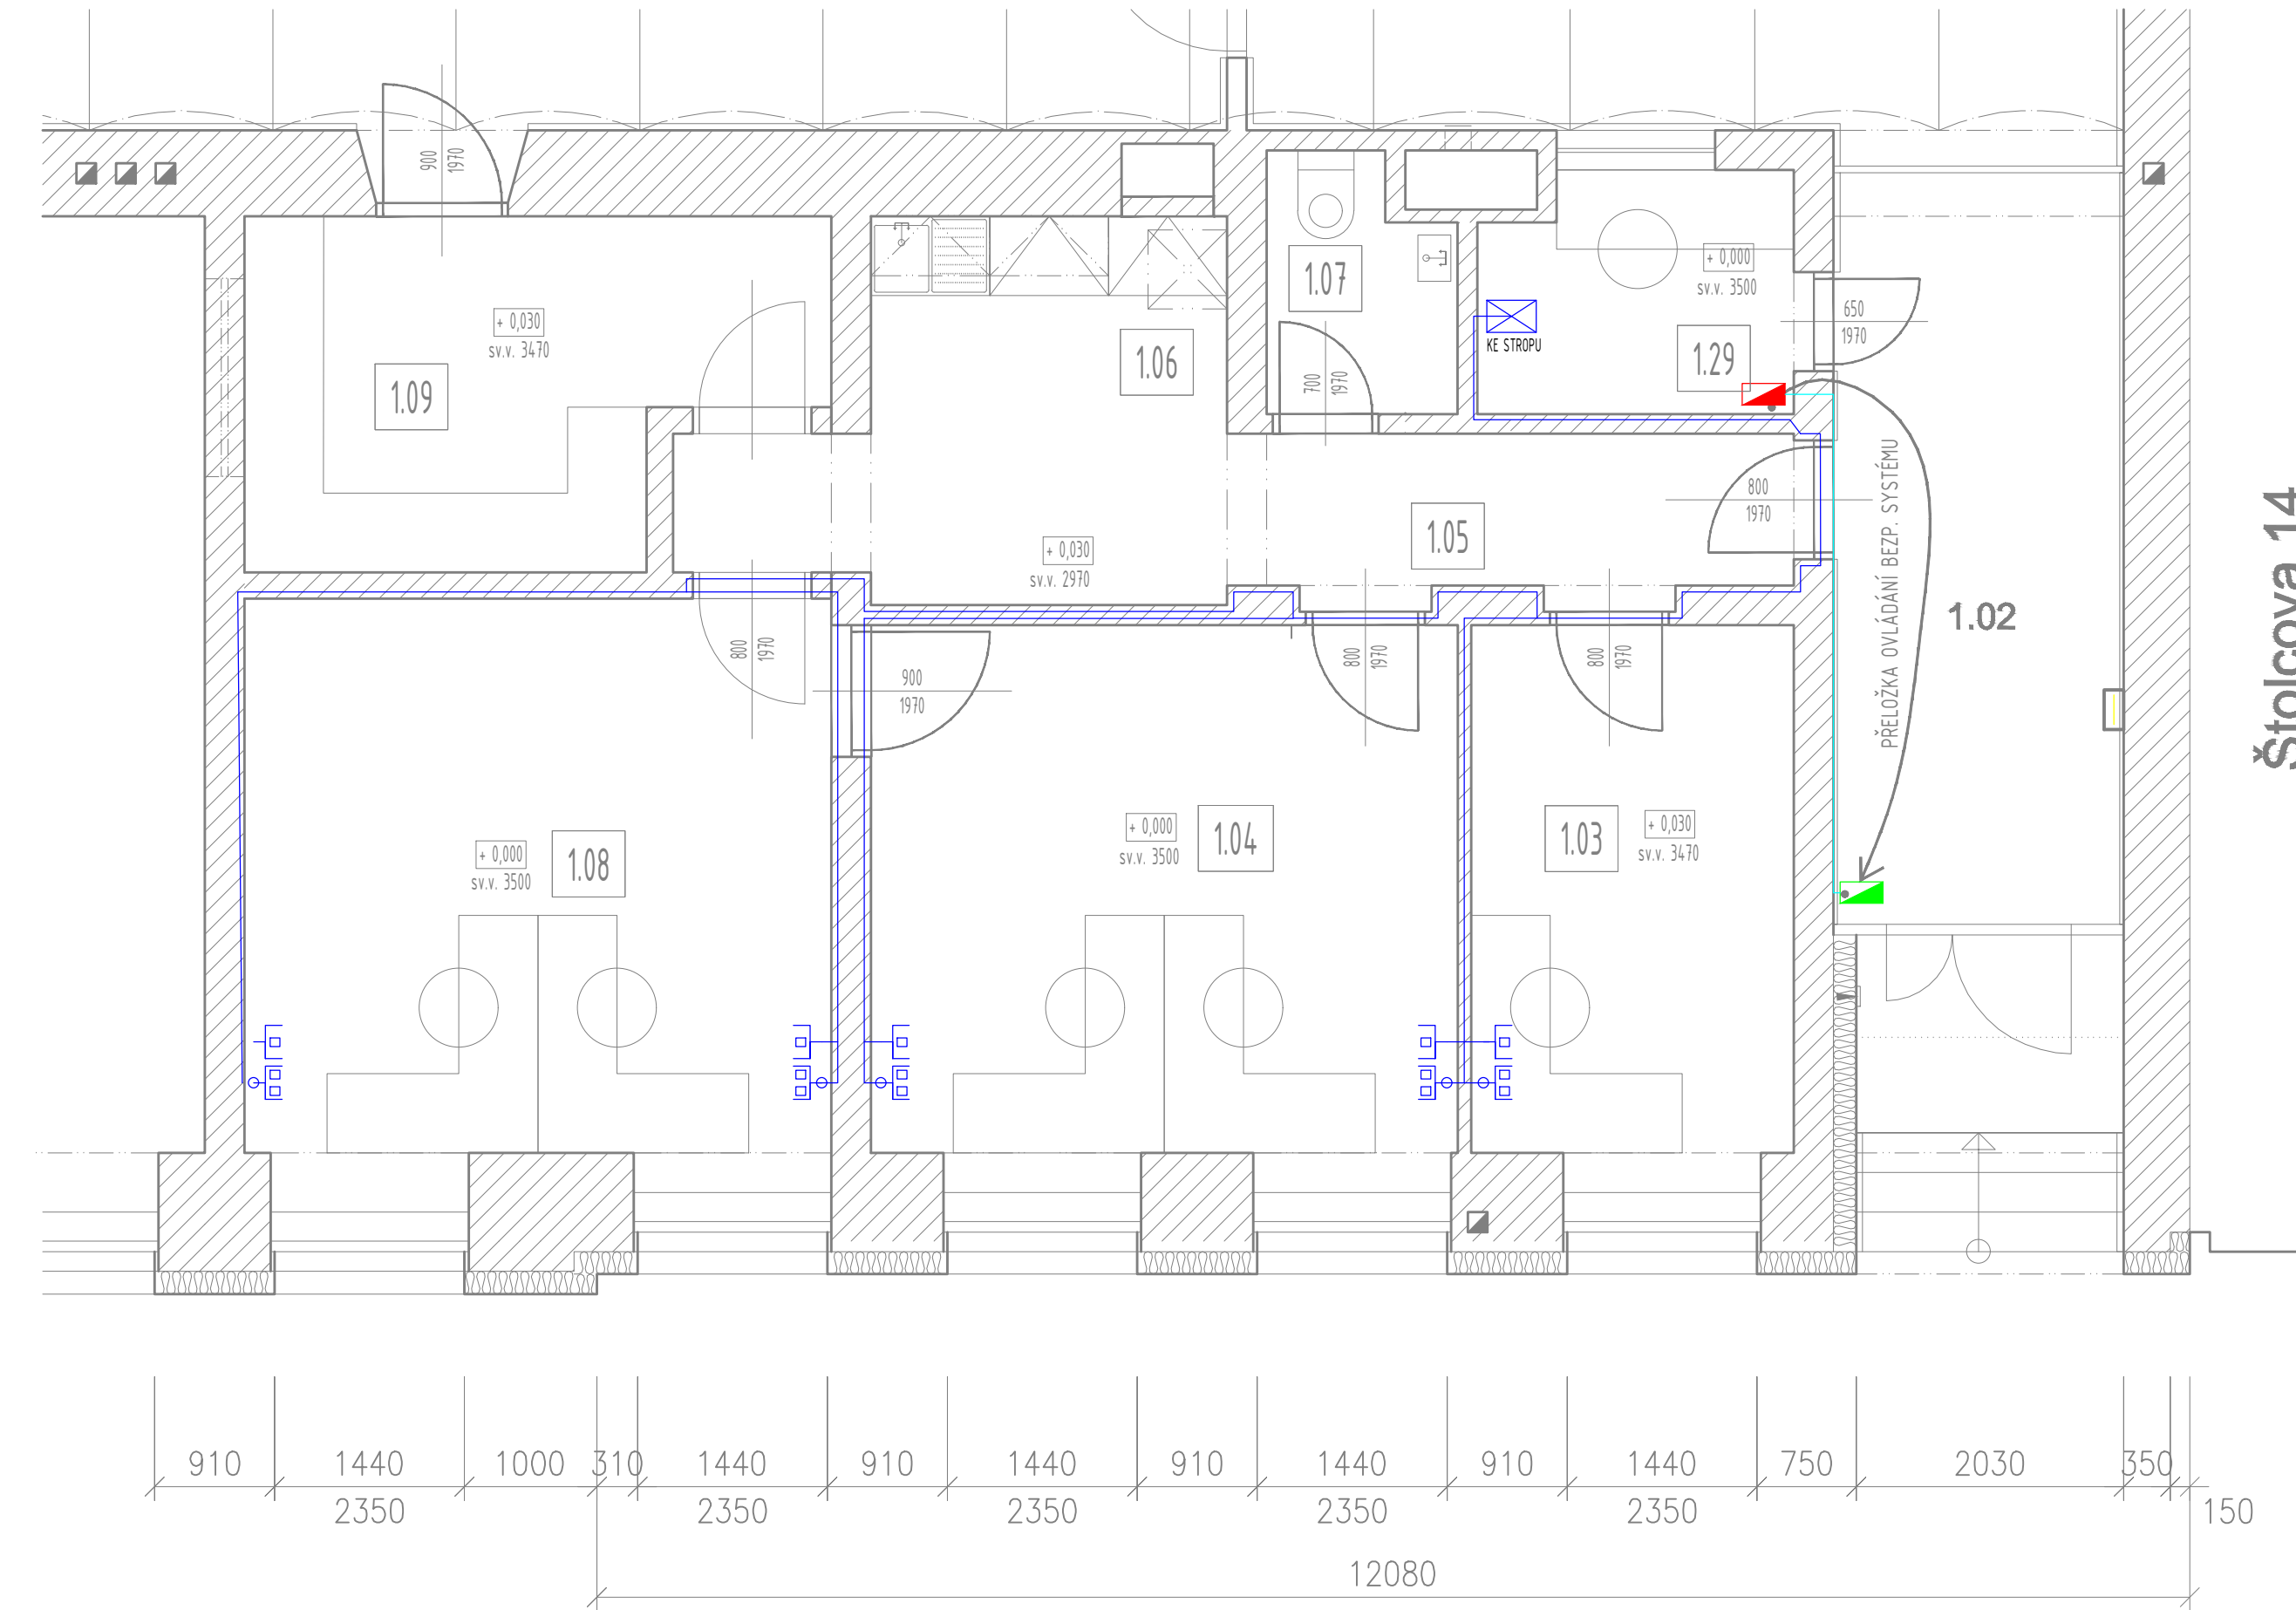 900
1970
+ 0,030
sv.v. 3470
1.09
1.06
1.07
700
1970
KE STROPU
+ 0,000
sv.v. 3500
1.29
650
1970
800
1970
PŘELOŽKA OVLÁDÁNÍ BEZP. SYSTÉMU
1.05
+ 0,030
sv.v. 2970
1.02
Štolcova 14
800
1970
900
1970
800
1970
800
1970
+ 0,000
sv.v. 3500
1.08
+ 0,000
sv.v. 3500
1.04
1.03
+ 0,030
sv.v. 3470
910 1440 1000 310 1440 910 1440 910 1440 910 1440 750 2030 350
2350 2350 2350 2350 2350 150
12080